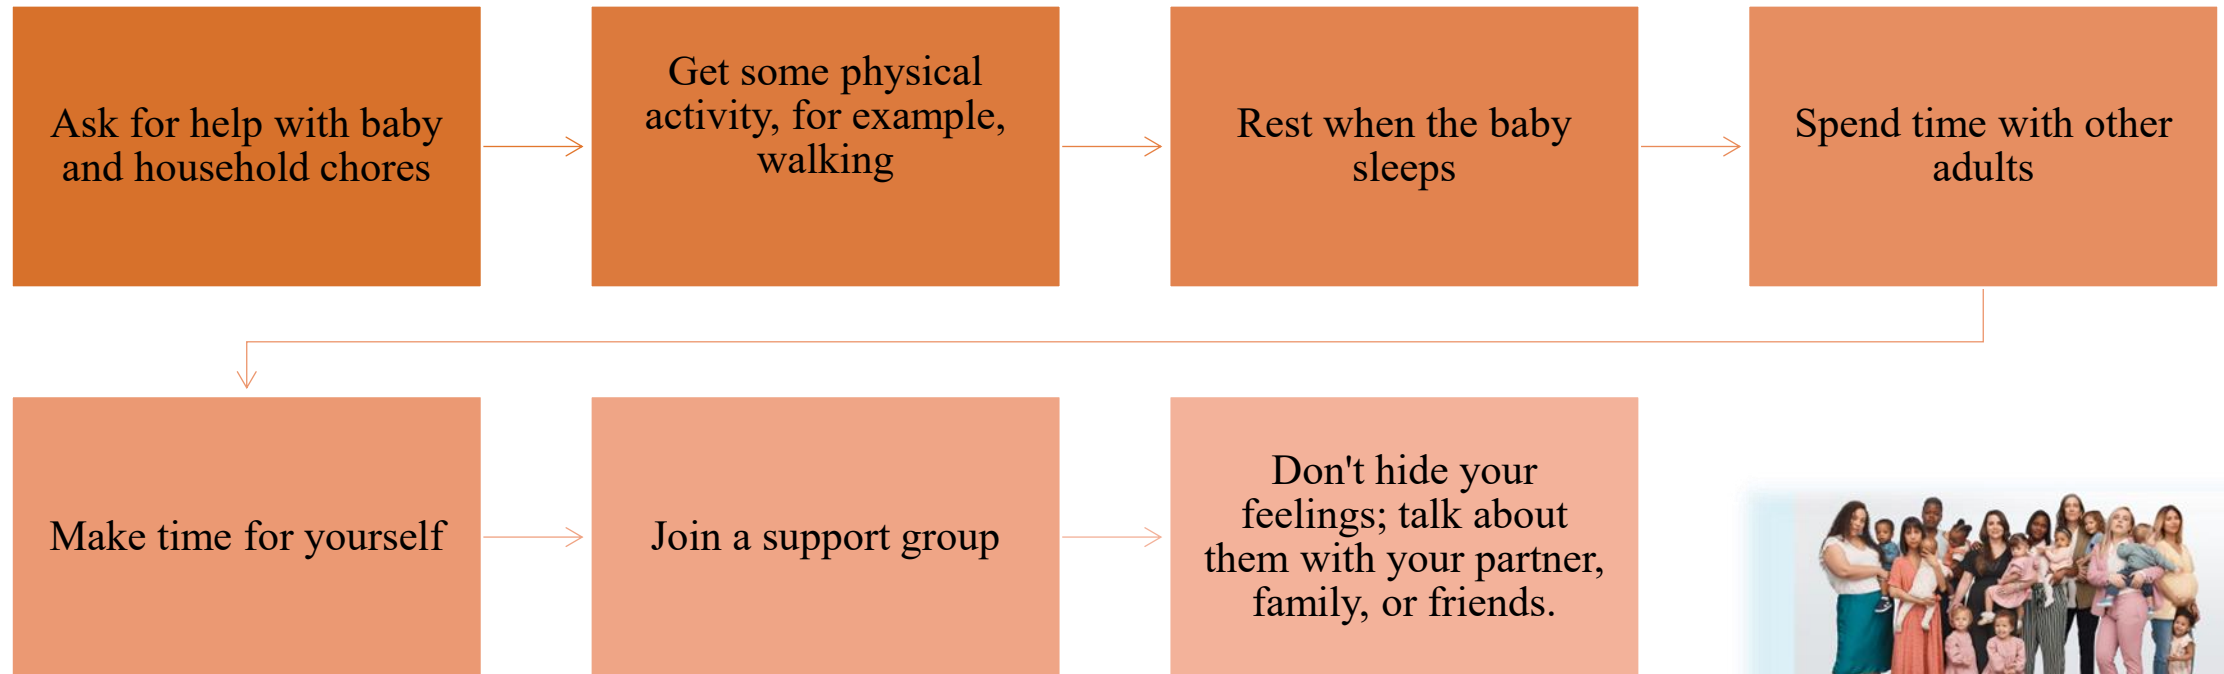 Ask for help with baby
and household chores
Get some physical
activity, for example,
walking
Rest when the baby
sleeps
Spend time with other
adults
Make time for yourself
Join a support group
Don't hide your
feelings; talk about
them with your partner,
family, or friends.